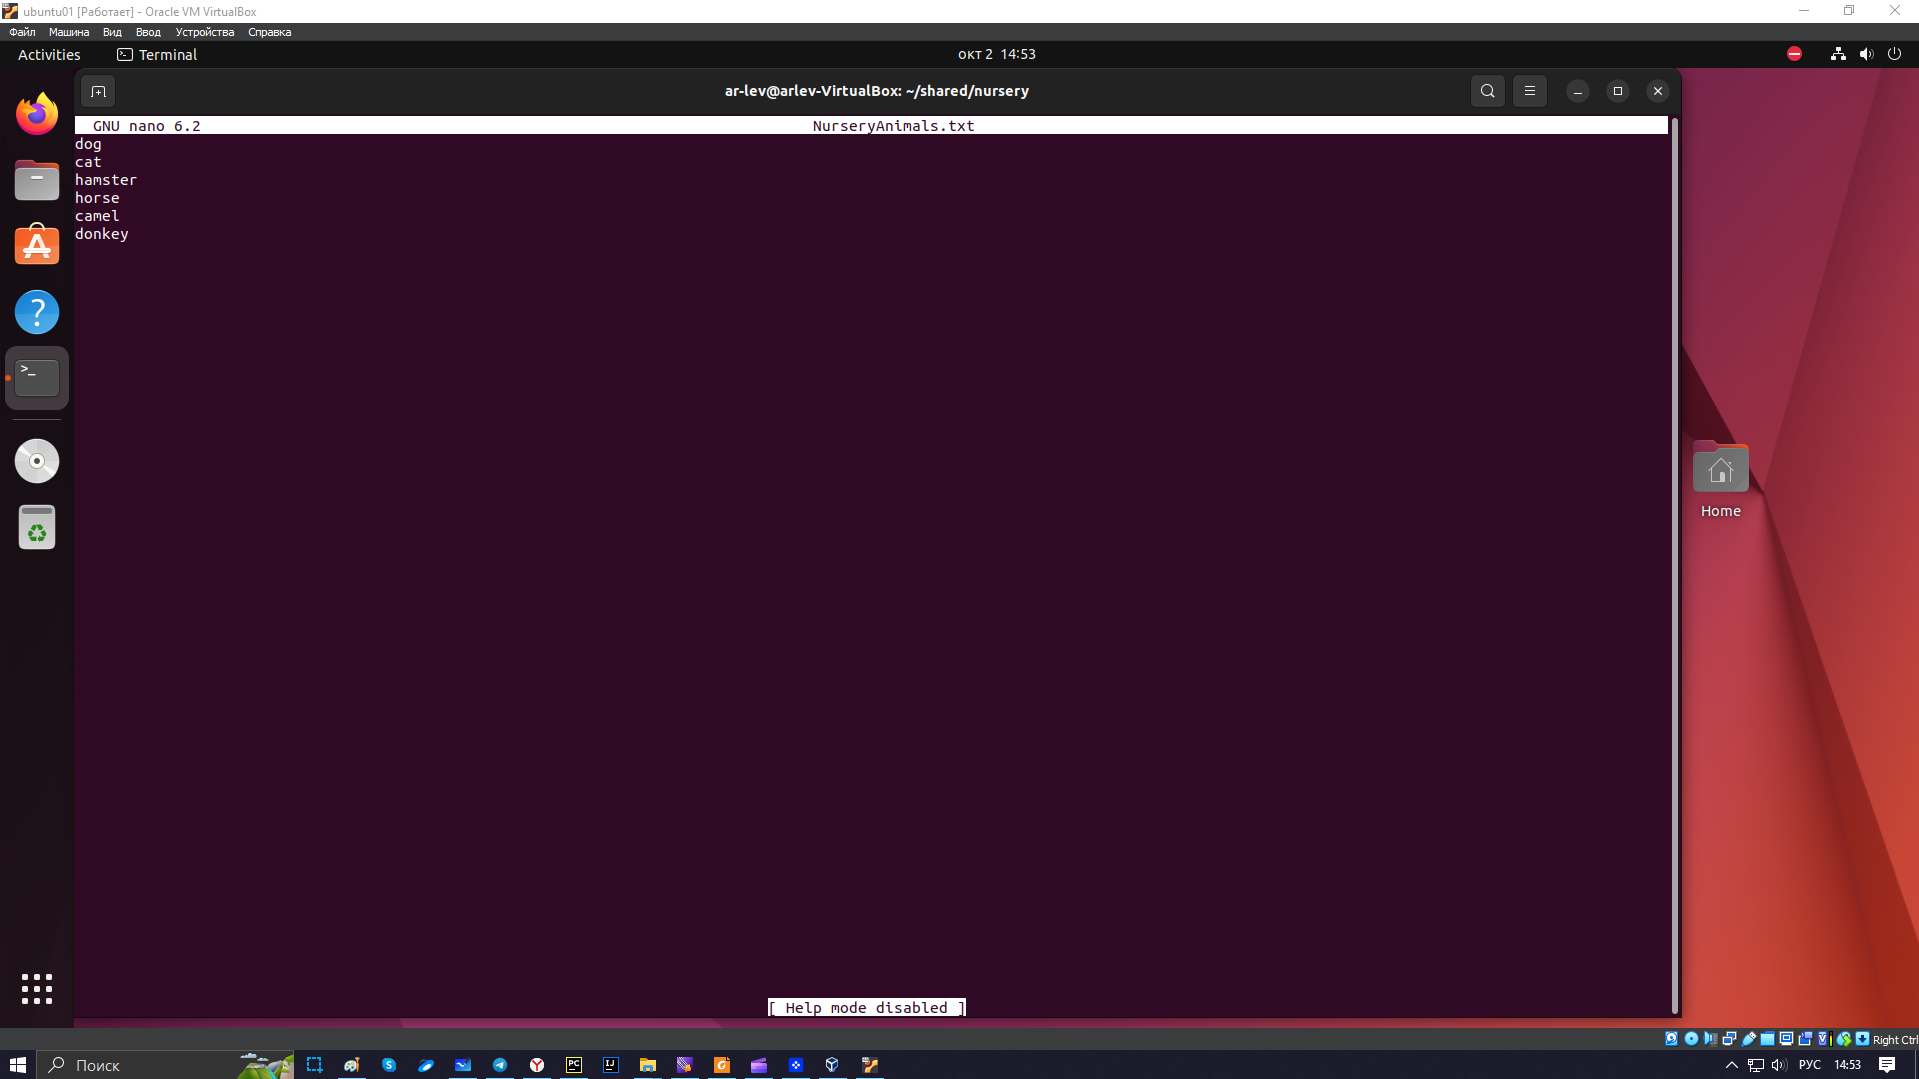 ubuntu01 [Работает] - Oracle VM VirtualBox
Файл Машина Вид Ввод Устройства Справка
Activities Terminal окт 2 14:53
ar-lev@arlev-VirtualBox: ~/shared/nursery
GNU nano 6.2 NurseryAnimals.txt
dog
cat
hamster
horse
camel
donkey
Home
[ Help mode disabled ]
Right Ctrl
Поиск
РУС 14:53